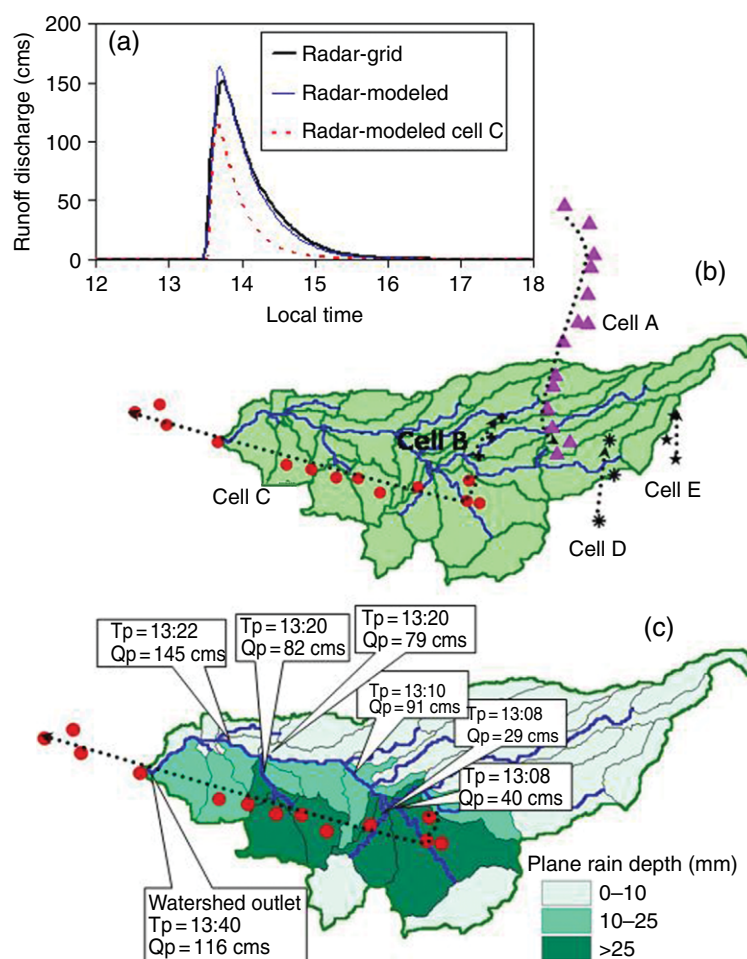 (a)
200
150
100
50
0
Runoff discharge (cms)
Radar-grid
Radar-modeled
Radar-modeled cell C
12 13 14 15 16 17 18
Local time
(b)
Cell A
Cell B
Cell C
Cell E
Cell D
(c)
Tp = 13:22
Qp = 145 cms
Tp = 13:20
Qp = 82 cms
Tp = 13:20
Qp = 79 cms
Tp = 13:10
Qp = 91 cms
Tp = 13:08
Qp = 29 cms
Tp = 13:08
Qp = 40 cms
Watershed outlet
Tp = 13:40
Qp = 116 cms
Plane rain depth (mm)
0–10
10–25
>25